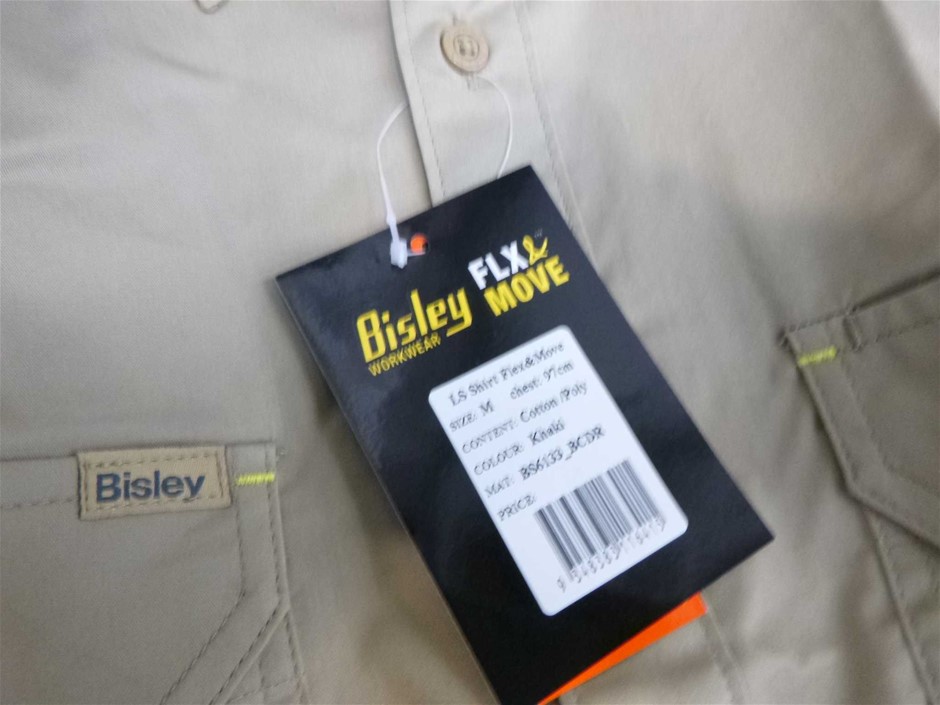 Bisley
WORKWEAR
FLX&
MOVE
LS Shirt Flex&Move
SIZE: M chest: 97cm
CONTENT: Cotton/Poly
COLOUR: Khaki
MAT: BS6133_BCDR
PRICE:
Bisley